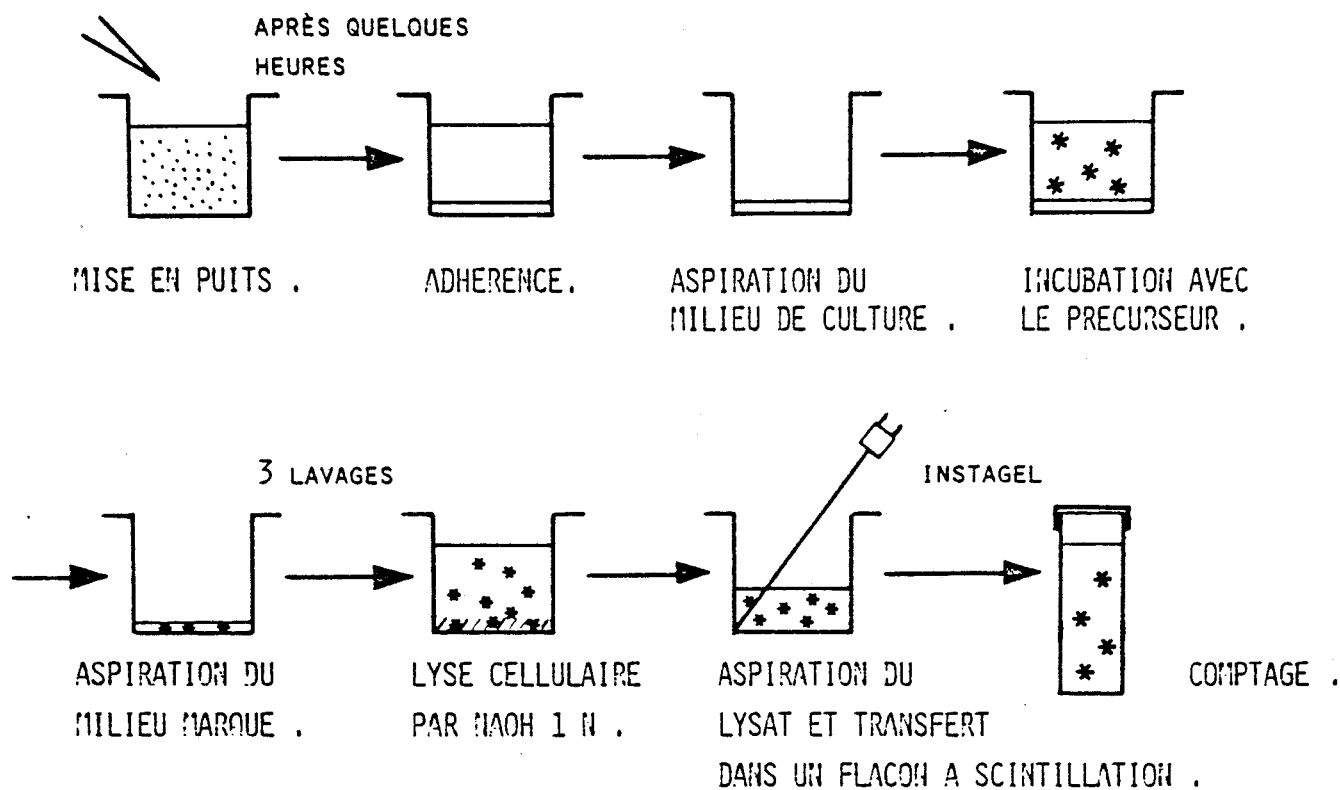 APRÈS QUELQUES
HEURES
MISE EN PUITS .
ADHERENCE.
ASPIRATION DU
MILIEU DE CULTURE .
INCUBATION AVEC
LE PRECURSEUR .
3 LAVAGES
INSTAGEL
ASPIRATION DU
MILIEU MARQUE .
LYSE CELLULAIRE
PAR NAOH 1 N .
ASPIRATION DU
LYSAT ET TRANSFERT
DANS UN FLACON A SCINTILLATION .
COMPTAGE .